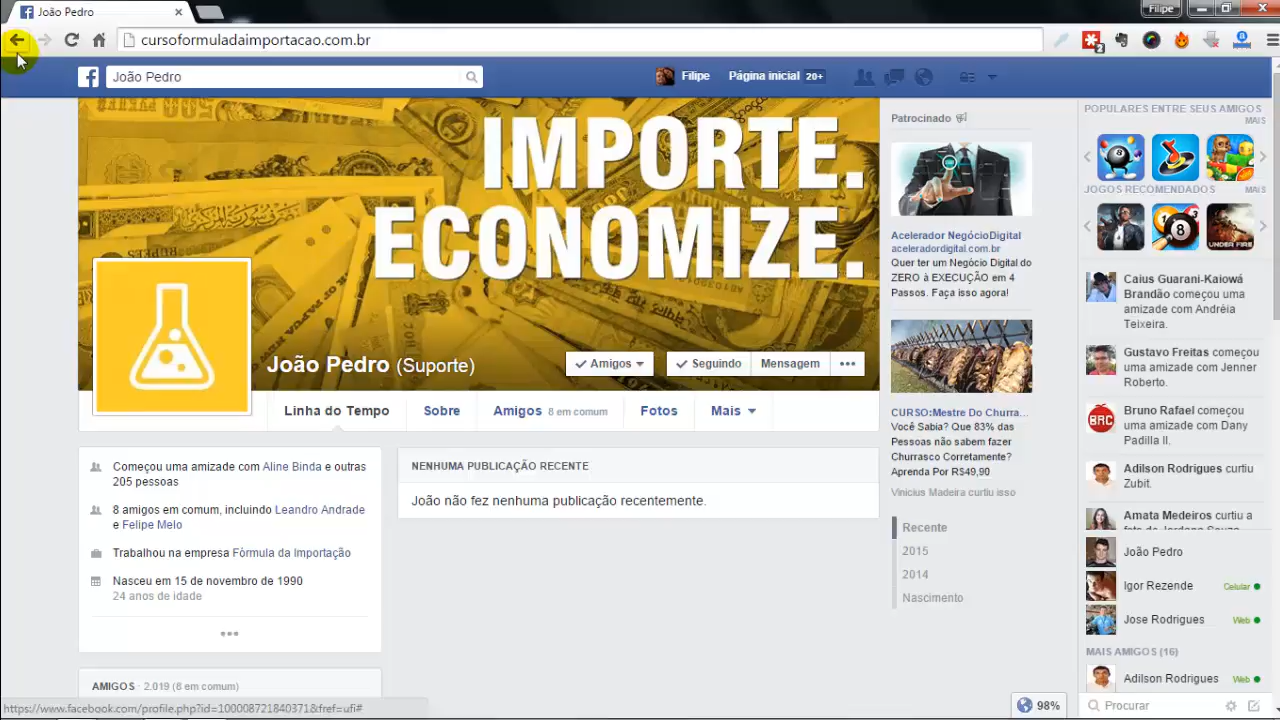 João Pedro
Filipe
cursoformuladaimportacao.com.br
2
João Pedro
Filipe
Página inicial 20+
IMPORTE.
ECONOMIZE.
João Pedro (Suporte)
Amigos
Seguindo
Mensagem
Linha do Tempo
Sobre
Amigos 8 em comum
Fotos
Mais
Começou uma amizade com Aline Binda e outras
205 pessoas
8 amigos em comum, incluindo Leandro Andrade
e Felipe Melo
Trabalhou na empresa Fórmula da Importação
Nasceu em 15 de novembro de 1990
24 anos de idade
AMIGOS · 2.019 (8 em comum)
NENHUMA PUBLICAÇÃO RECENTE
João não fez nenhuma publicação recentemente.
Patrocinado
Acelerador NegócioDigital
aceleradordigital.com.br
Quer ter um Negócio Digital do
ZERO à EXECUÇÃO em 4
Passos. Faça isso agora!
CURSO:Mestre Do Churra...
Você Sabia? Que 83% das
Pessoas não sabem fazer
Churrasco Corretamente?
Aprenda Por R$49,90
Vinicius Madeira curtiu isso
Recente
2015
2014
Nascimento
POPULARES ENTRE SEUS AMIGOS
MAIS
JOGOS RECOMENDADOS
MAIS
8
UNDER FIRE
Caius Guarani-Kaiowá
Brandão começou uma
amizade com Andréia
Teixeira.
Gustavo Freitas começou
uma amizade com Jenner
Roberto.
BRC
Bruno Rafael começou
uma amizade com Dany
Padilla II.
Adilson Rodrigues curtiu
Zubit.
Amata Medeiros curtiu a
João Pedro
Igor Rezende
Celular
Jose Rodrigues
Web
MAIS AMIGOS (16)
Adilson Rodrigues
Web
Procurar
98%
https://www.facebook.com/profile.php?id=100008721840371&fref=ufi#